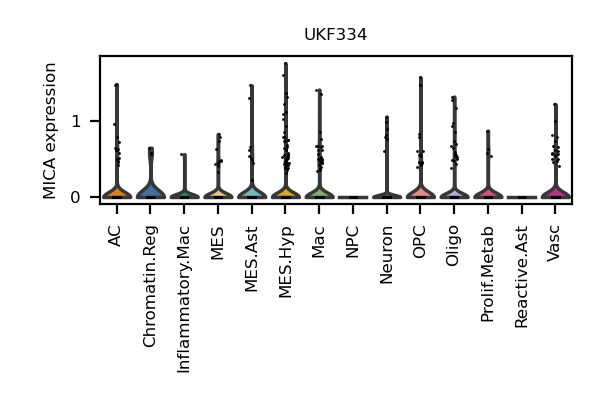 UKF334
MICA expression
1
0
AC
Chromatin.Reg
Inflammatory.Mac
MES
MES.Ast
MES.Hyp
Mac
NPC
Neuron
OPC
Oligo
Prolif.Metab
Reactive.Ast
Vasc